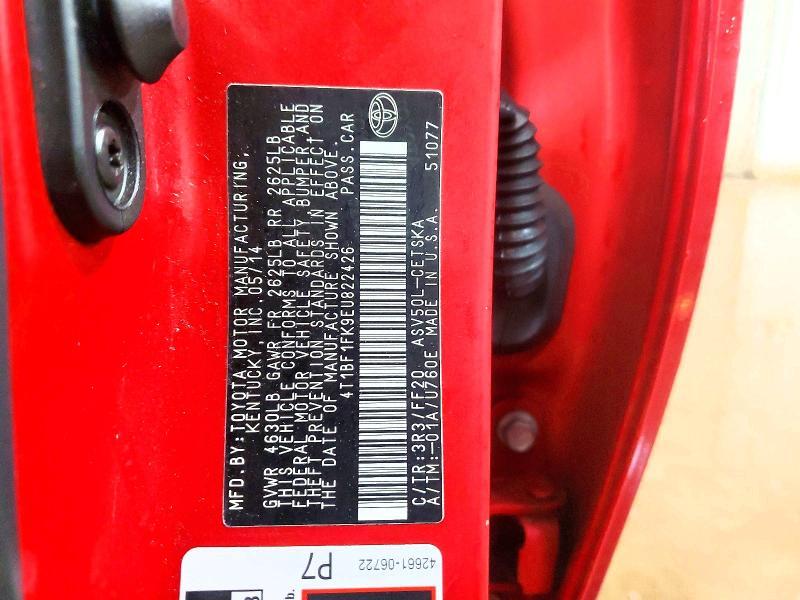 MFD.BY:TOYOTA MOTOR MANUFACTURING,
KENTUCKY, INC.05/14
GVWR 4630LB GAWR FR 2625LB RR 2625LB
THIS VEHICLE CONFORMS TO ALL APPLICABLE
FEDERAL MOTOR VEHICLE SAFETY,BUMPER,AND
THEFT PREVENTION STANDARDS IN EFFECT ON
THE DATE OF MANUFACTURE SHOWN ABOVE.
4T1BF1FK9EU822426 PASS.CAR
C/TR:3R3/FF20 ASV50L-CETSKA
A/TM:-01A/U760E MADE IN U.S.A. 51077
42661-06722
P7
b.